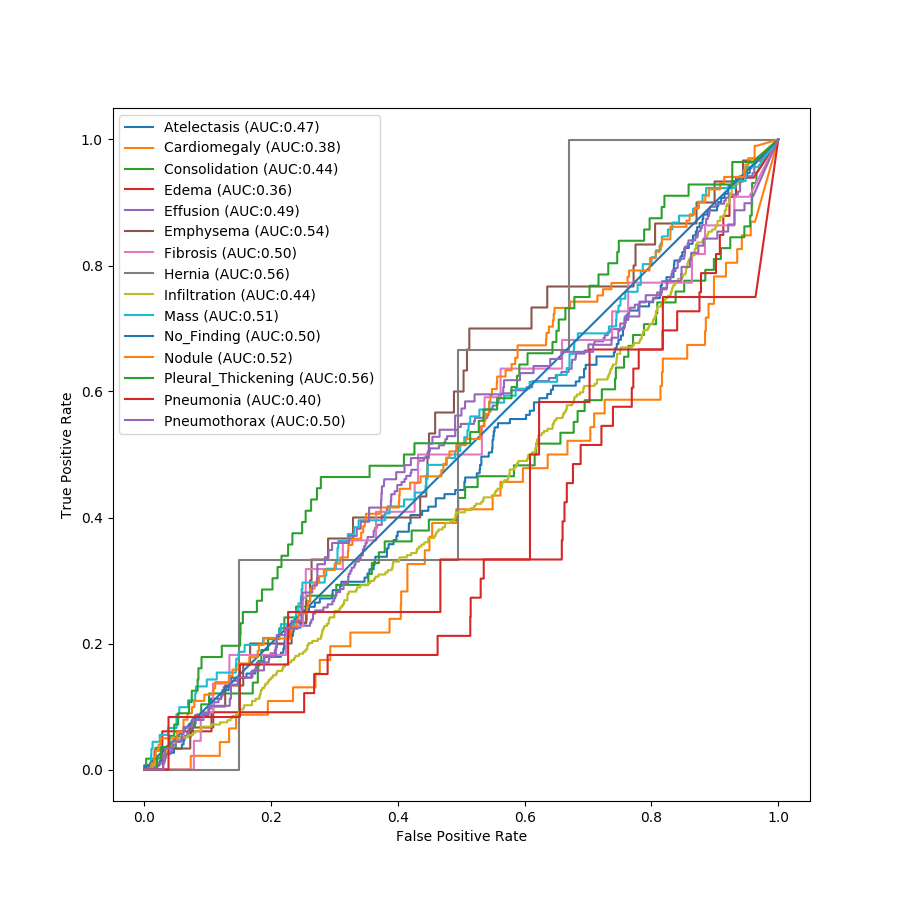 Atelectasis (AUC:0.47)
Cardiomegaly (AUC:0.38)
Consolidation (AUC:0.44)
Edema (AUC:0.36)
Effusion (AUC:0.49)
Emphysema (AUC:0.54)
Fibrosis (AUC:0.50)
Hernia (AUC:0.56)
Infiltration (AUC:0.44)
Mass (AUC:0.51)
No_Finding (AUC:0.50)
Nodule (AUC:0.52)
Pleural_Thickening (AUC:0.56)
Pneumonia (AUC:0.40)
Pneumothorax (AUC:0.50)
True Positive Rate
1.0
0.8
0.6
0.4
0.2
0.0
0.0 0.2 0.4 0.6 0.8 1.0
False Positive Rate